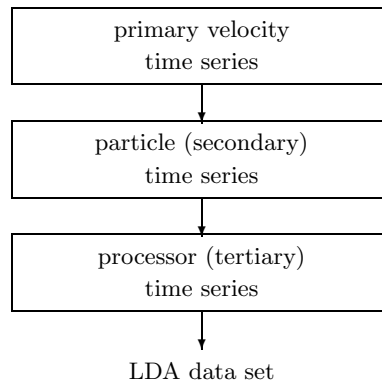 primary velocity
time series
particle (secondary)
time series
processor (tertiary)
time series
LDA data set